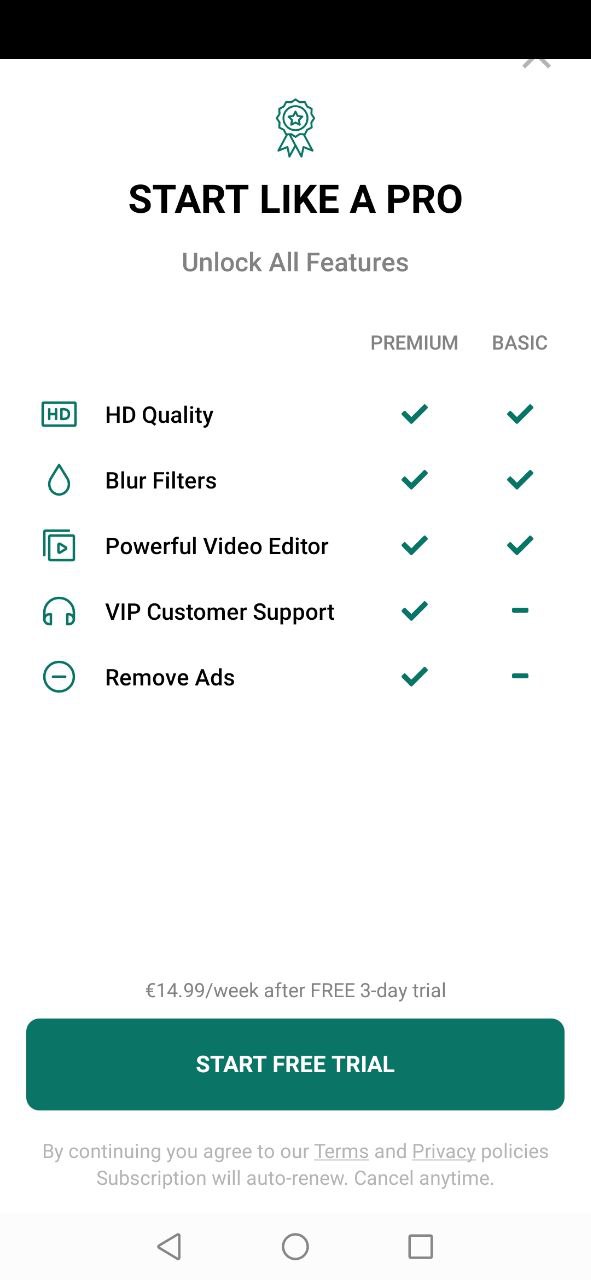 START LIKE A PRO
Unlock All Features
PREMIUM BASIC
HD HD Quality
Blur Filters
Powerful Video Editor
VIP Customer Support
Remove Ads
€14.99/week after FREE 3-day trial
START FREE TRIAL
By continuing you agree to our Terms and Privacy policies
Subscription will auto-renew. Cancel anytime.